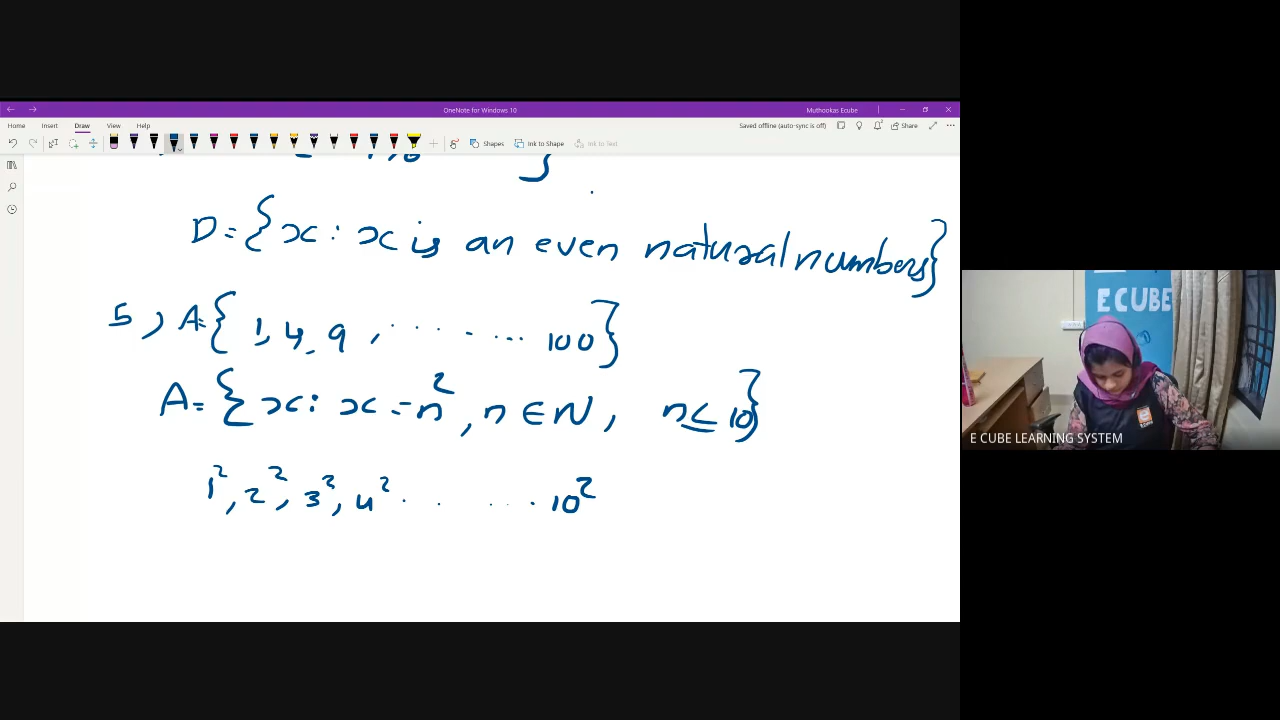 OneNote for Windows 10
Muthookas Ecube
Home Insert Draw View Help
Saved offline (auto-sync is off) Share
Shapes Ink to Shape Ink to Text
D={x : x is an even natural numbers}
5) A={ 1, 4, 9, ............ 100}
A={x : x = n², n ∈ N, n ≤ 10}
1², 2², 3², 4² ............ 10²
E CUBE
E CUBE LEARNING SYSTEM